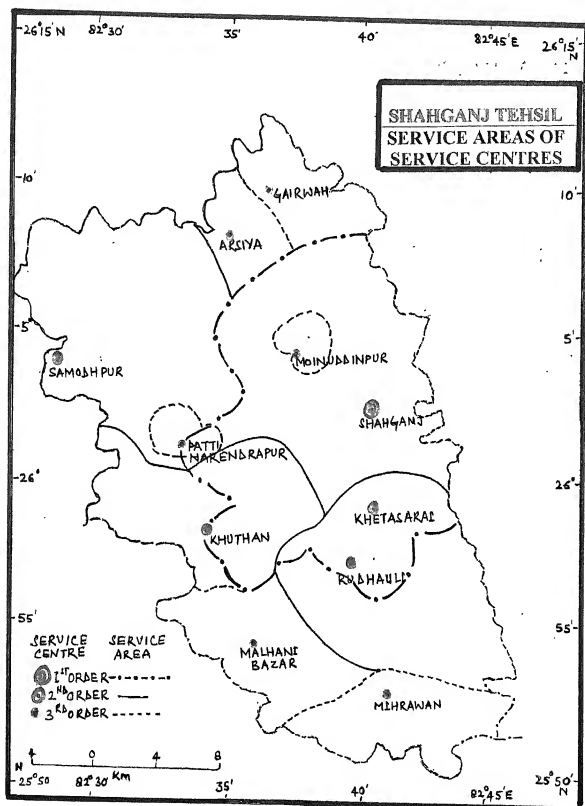 26°15'N 82°30' 35' 40' 82°45'E 26°15'N
SHAHGANJ TEHSIL
SERVICE AREAS OF
SERVICE CENTRES
10' 10'
GAIRWAH
ARSIYA
5' 5'
MOINUDDINPUR
SAMODHPUR
SHAHGANJ
PATTI
NARENDRAPUR
26° 26°
KHETASARAI
KHUTHAN
RUDHAULI
55' 55'
MALHANI
BAZAR
MIHRAWAN
SERVICE SERVICE
CENTRE AREA
1ST ORDER
2ND ORDER
3RD ORDER
4 0 4 8
Km
25°50' N 82°30' 35' 40' 82°45'E 25°50' N